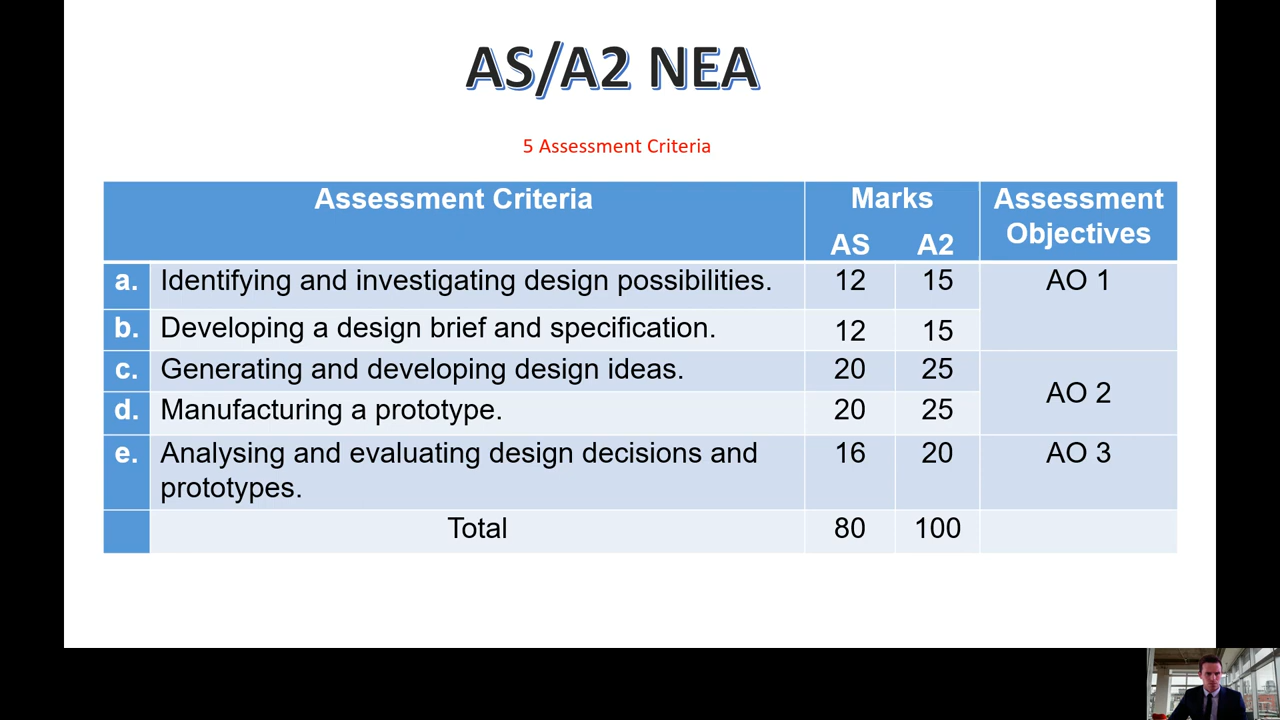 AS/A2 NEA
5 Assessment Criteria
Assessment Criteria Marks Assessment
AS A2 Objectives
a. Identifying and investigating design possibilities. 12 15 AO 1
b. Developing a design brief and specification. 12 15
c. Generating and developing design ideas. 20 25 AO 2
d. Manufacturing a prototype. 20 25
e. Analysing and evaluating design decisions and 16 20 AO 3
prototypes.
Total 80 100